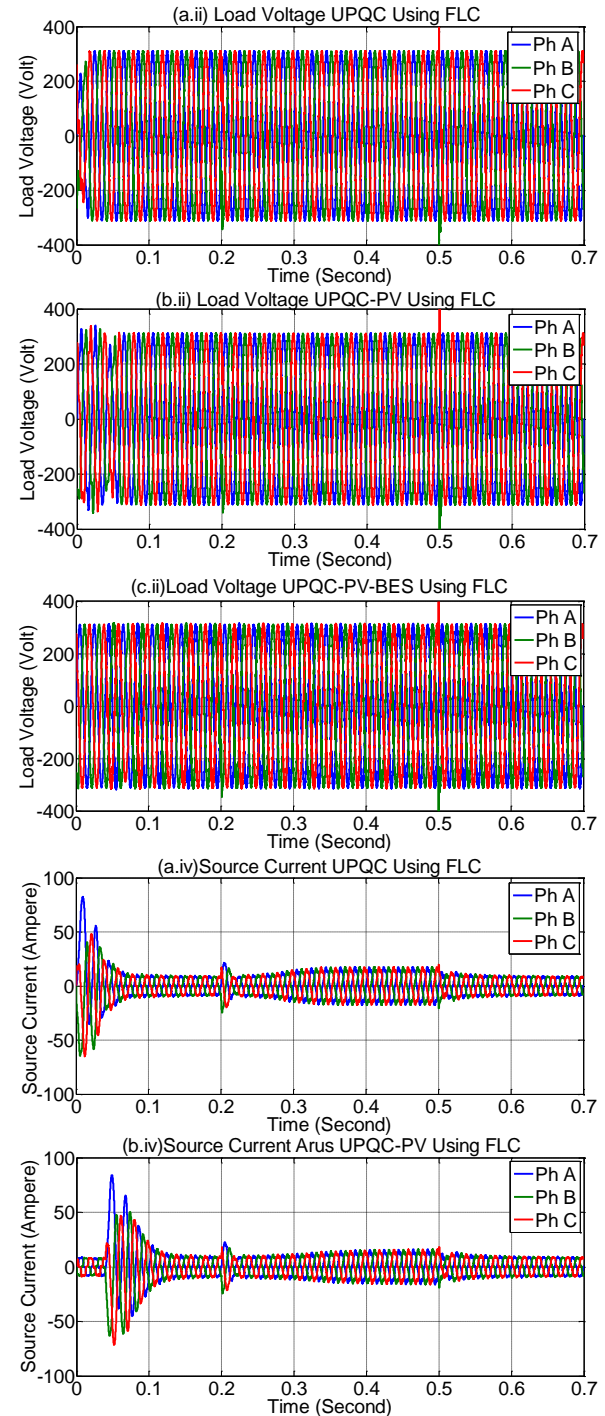 (a.ii) Load Voltage UPQC Using FLC
Load Voltage (Volt)
400
200
0
-200
-400
Ph A
Ph B
Ph C
0 0.1 0.2 0.3 0.4 0.5 0.6 0.7
Time (Second)
(b.ii) Load Voltage UPQC-PV Using FLC
Load Voltage (Volt)
400
200
0
-200
-400
Ph A
Ph B
Ph C
0 0.1 0.2 0.3 0.4 0.5 0.6 0.7
Time (Second)
(c.ii)Load Voltage UPQC-PV-BES Using FLC
Load Voltage (Volt)
400
200
0
-200
-400
Ph A
Ph B
Ph C
0 0.1 0.2 0.3 0.4 0.5 0.6 0.7
Time (Second)
(a.iv)Source Current UPQC Using FLC
Source Currrent (Ampere)
100
50
0
-50
-100
Ph A
Ph B
Ph C
0 0.1 0.2 0.3 0.4 0.5 0.6 0.7
Time (Second)
(b.iv)Source Current Arus UPQC-PV Using FLC
Source Currrent (Ampere)
100
50
0
-50
-100
Ph A
Ph B
Ph C
0 0.1 0.2 0.3 0.4 0.5 0.6 0.7
Time (Second)